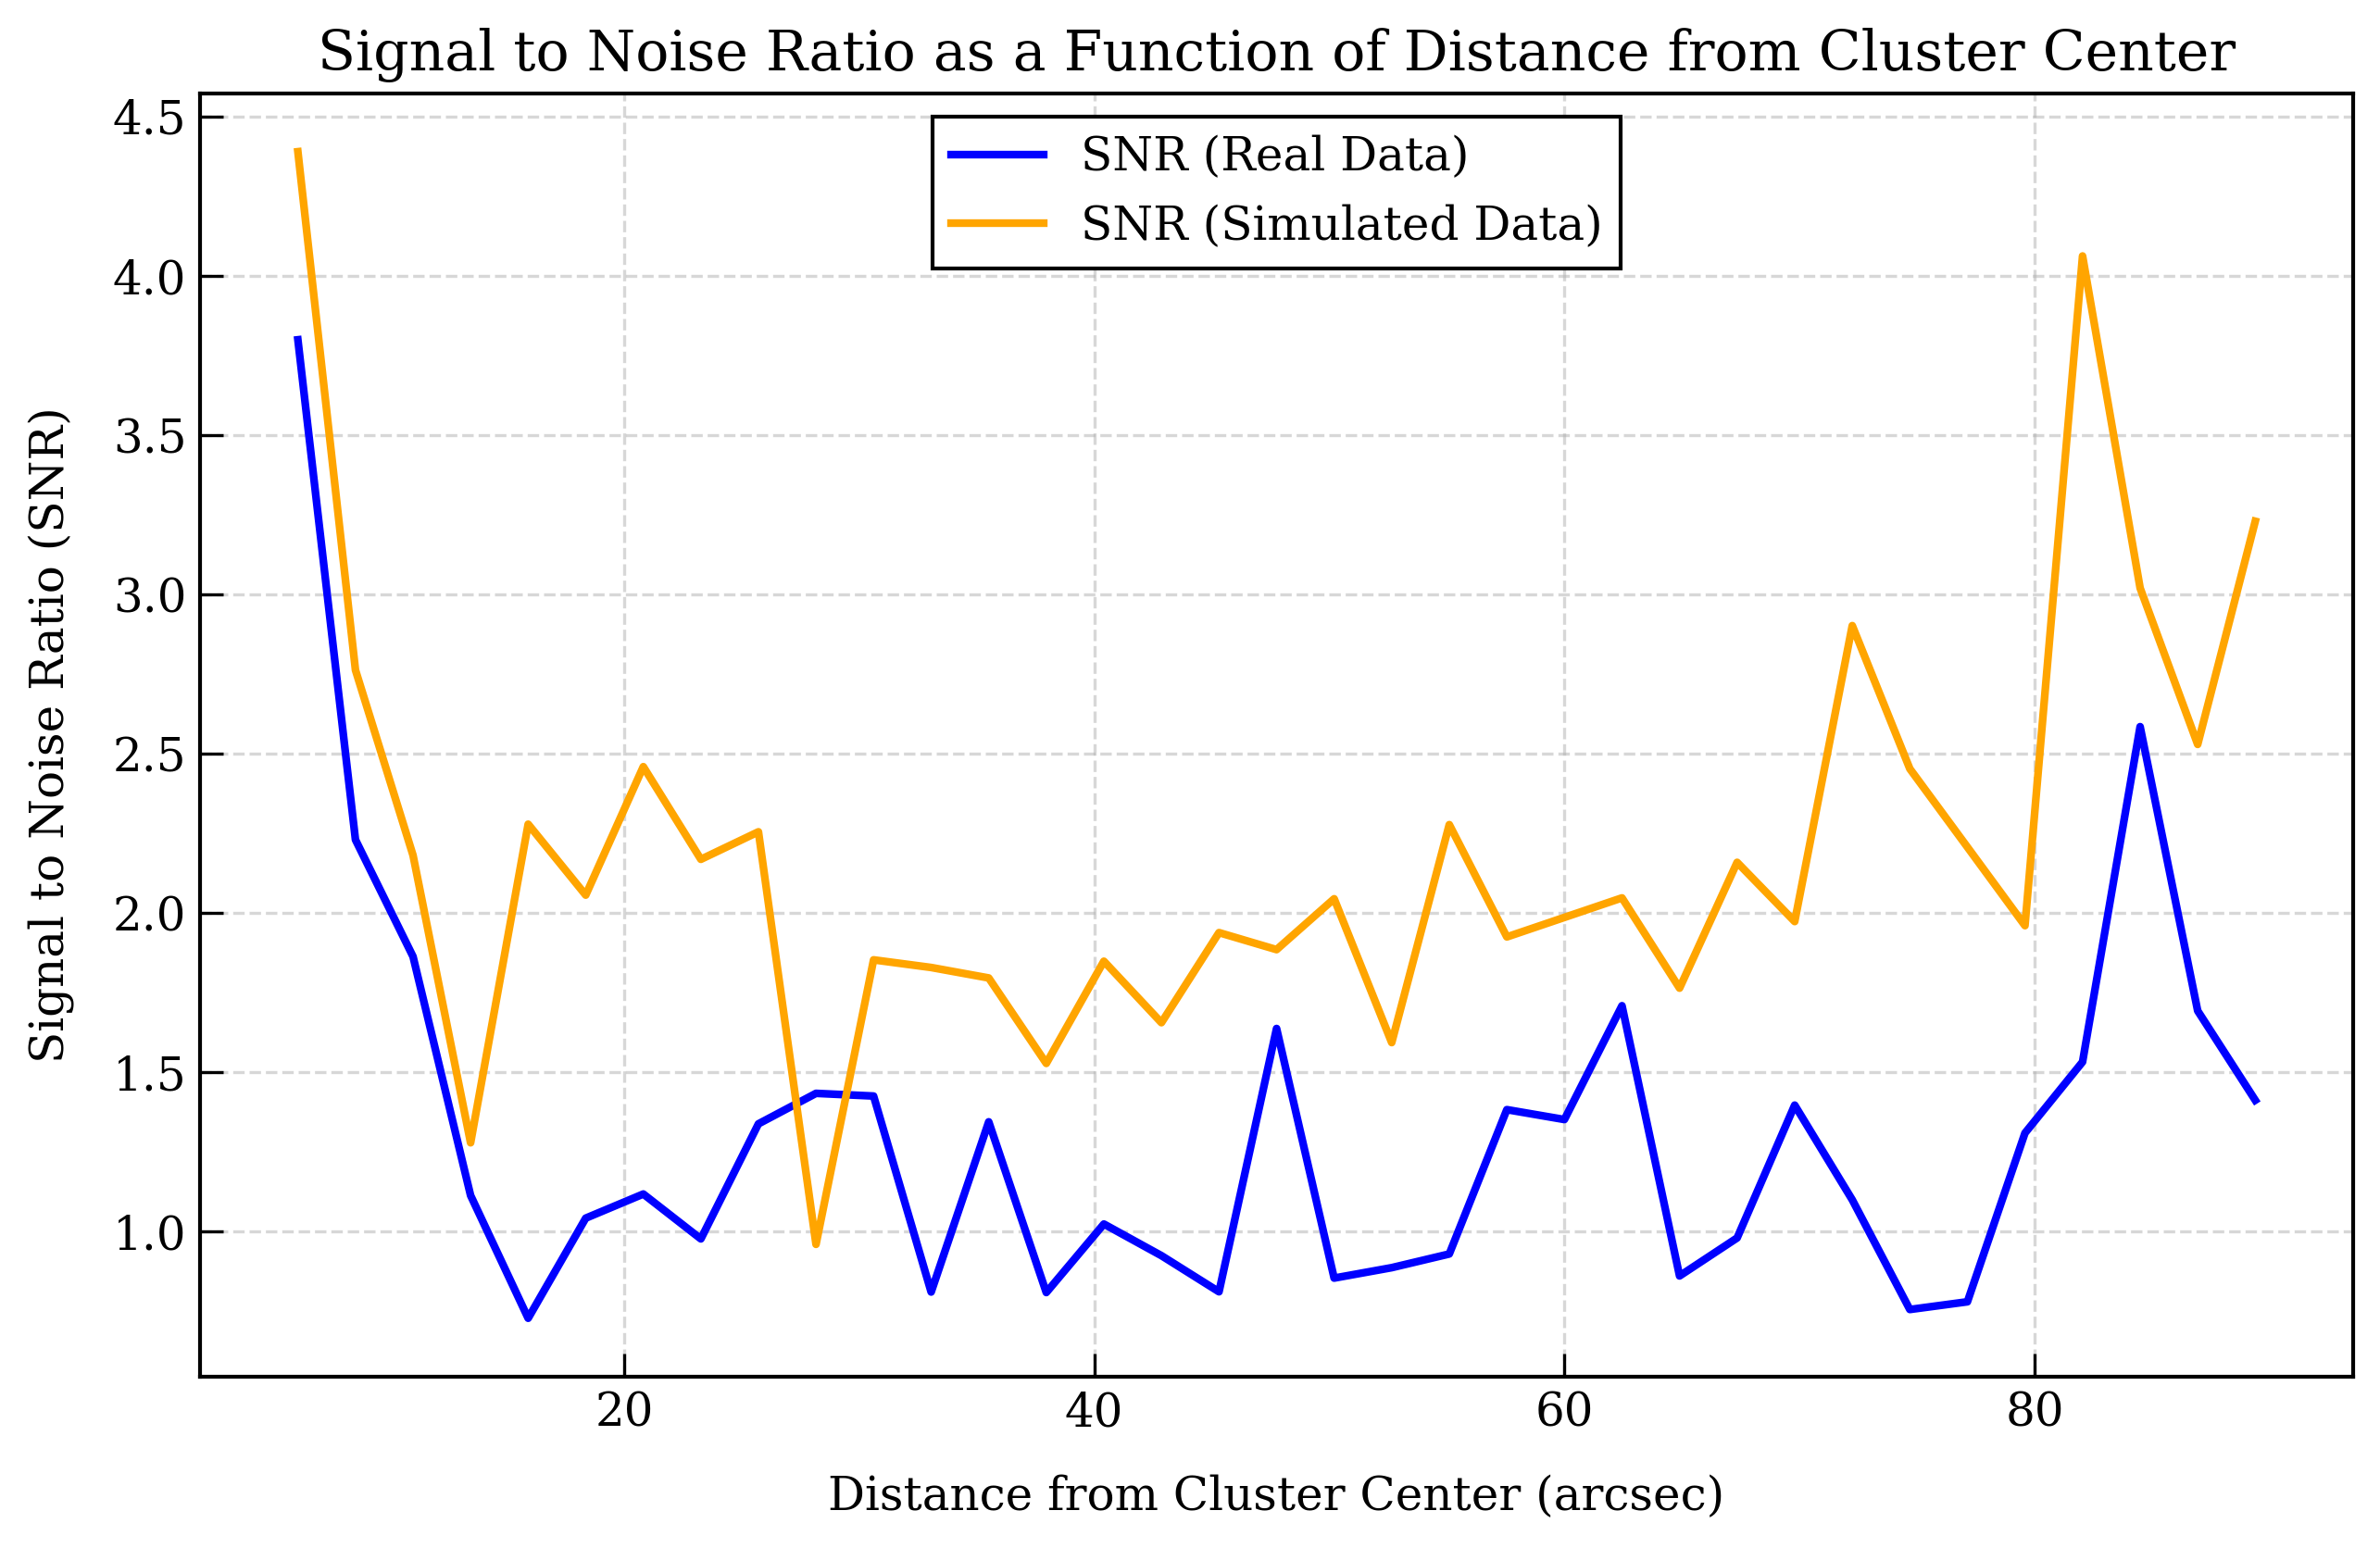 Signal to Noise Ratio as a Function of Distance from Cluster Center
SNR (Real Data)
SNR (Simulated Data)
Signal to Noise Ratio (SNR)
4.5
4.0
3.5
3.0
2.5
2.0
1.5
1.0
20 40 60 80
Distance from Cluster Center (arcsec)